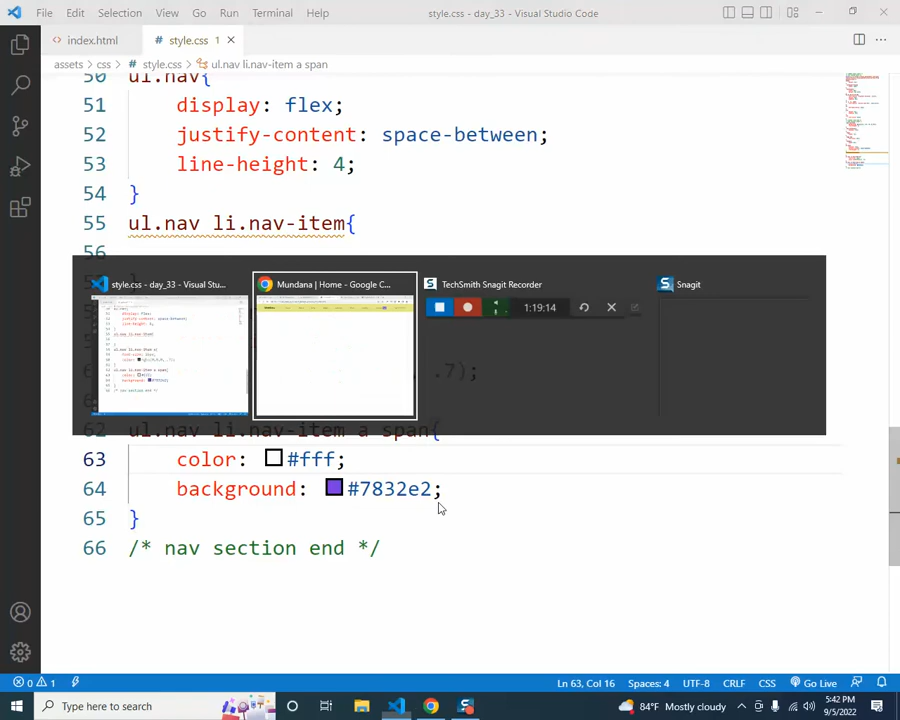 File Edit Selection View Go Run Terminal Help
style.css - day_33 - Visual Studio Code
index.html
style.css 1
assets > css > # style.css > ul.nav li.nav-item a span
50 ul.nav{
51 display: flex;
52 justify-content: space-between;
53 line-height: 4;
54 }
55 ul.nav li.nav-item{
56
style.css - day_33 - Visual Stu...
Mundana | Home - Google C...
TechSmith Snagit Recorder
Snagit
1:19:14
.7);
62 ul.nav li.nav-item a span{
63 color: #fff;
64 background: #7832e2;
65 }
66 /* nav section end */
0 1
Ln 63, Col 16 Spaces: 4 UTF-8 CRLF CSS Go Live
Type here to search
84°F Mostly cloudy
5:42 PM
9/5/2022